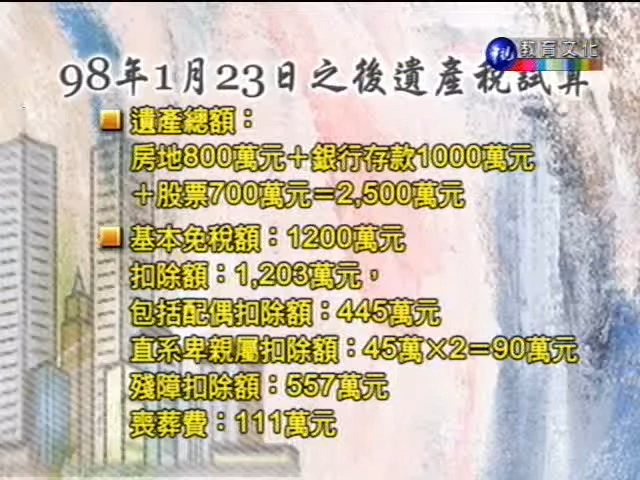 華視 教育文化
98年1月23日之後遺產稅試算
遺產總額：
房地800萬元＋銀行存款1000萬元
＋股票700萬元＝2,500萬元
基本免稅額：1200萬元
扣除額：1,203萬元，
包括配偶扣除額：445萬元
直系卑親屬扣除額：45萬×2＝90萬元
殘障扣除額：557萬元
喪葬費：111萬元